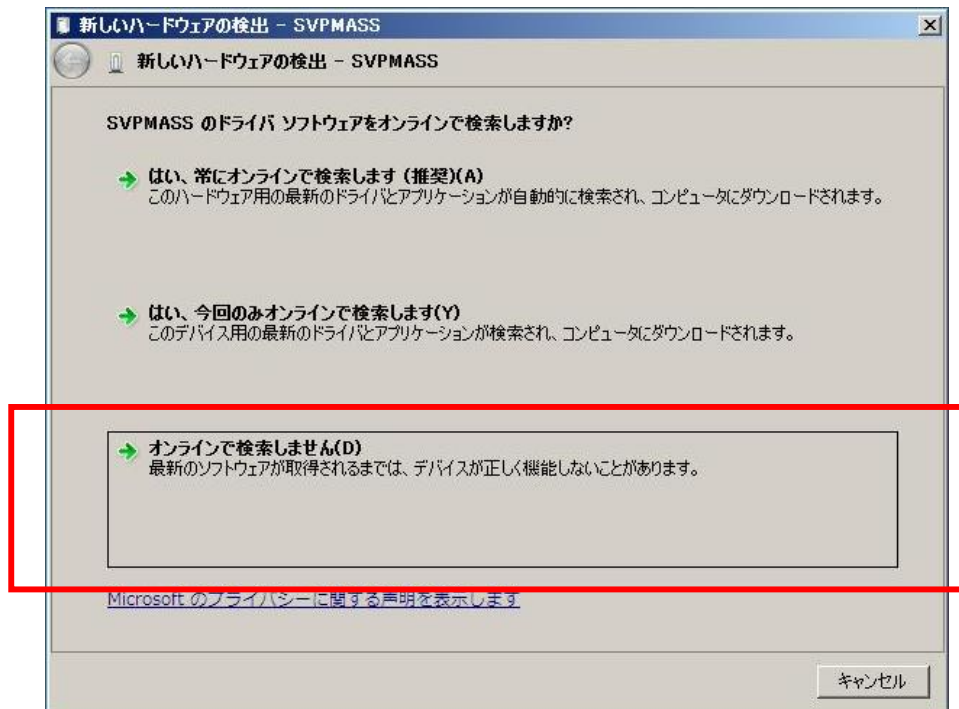 新しいハードウェアの検出 - SVPMASS
新しいハードウェアの検出 - SVPMASS
SVPMASS のドライバ ソフトウェアをオンラインで検索しますか?
はい、常にオンラインで検索します (推奨)(A)
このハードウェア用の最新のドライバとアプリケーションが自動的に検索され、コンピュータにダウンロードされます。
はい、今回のみオンラインで検索します(Y)
このデバイス用の最新のドライバとアプリケーションが検索され、コンピュータにダウンロードされます。
オンラインで検索しません(D)
最新のソフトウェアが取得されるまでは、デバイスが正しく機能しないことがあります。
Microsoft のプライバシーに関する声明を表示します
キャンセル